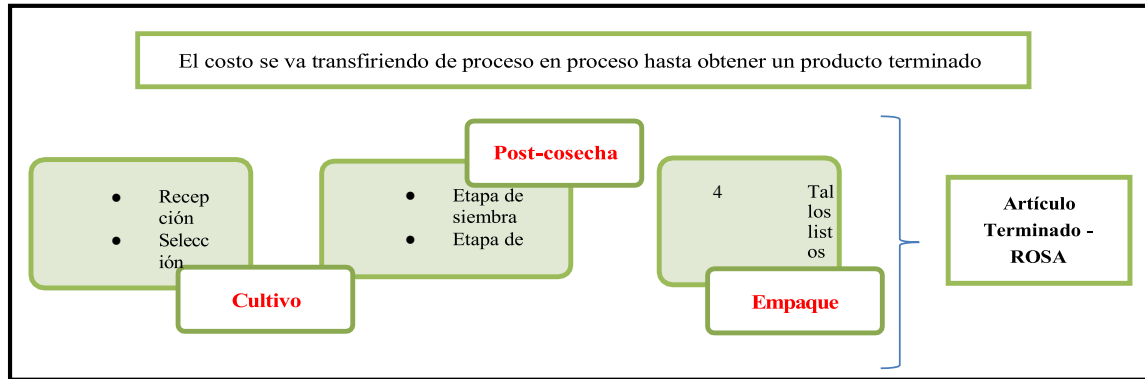 El costo se va transfiriendo de proceso en proceso hasta obtener un producto terminado
● Recep
ción
● Selecc
ión
Cultivo
Post-cosecha
● Etapa de
siembra
● Etapa de
4 Tal
los
list
os
Empaque
Artículo
Terminado -
ROSA